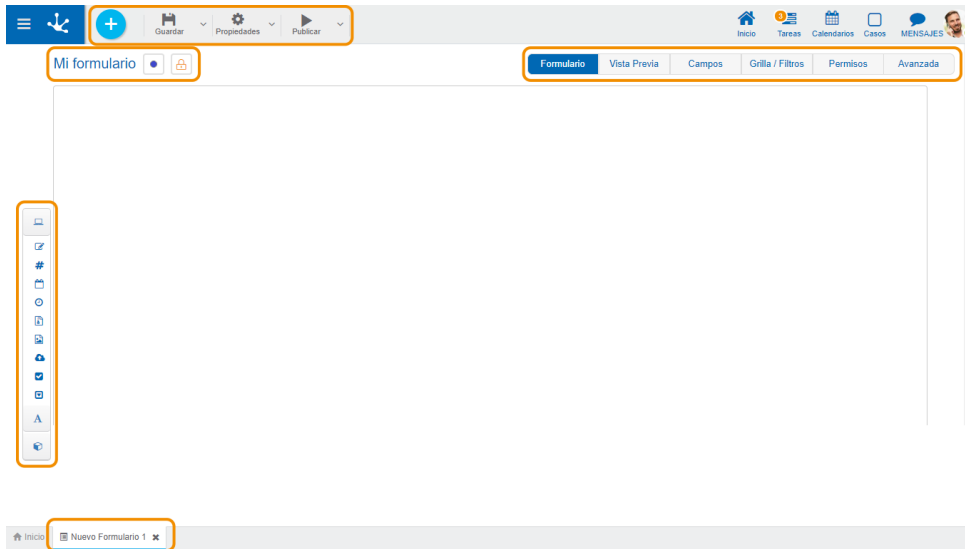 Guardar Propiedades Publicar
3
Inicio Tareas Calendarios Casos MENSAJES
Mi formulario
Formulario Vista Previa Campos Grilla / Filtros Permisos Avanzada
#
A
Inicio Nuevo Formulario 1